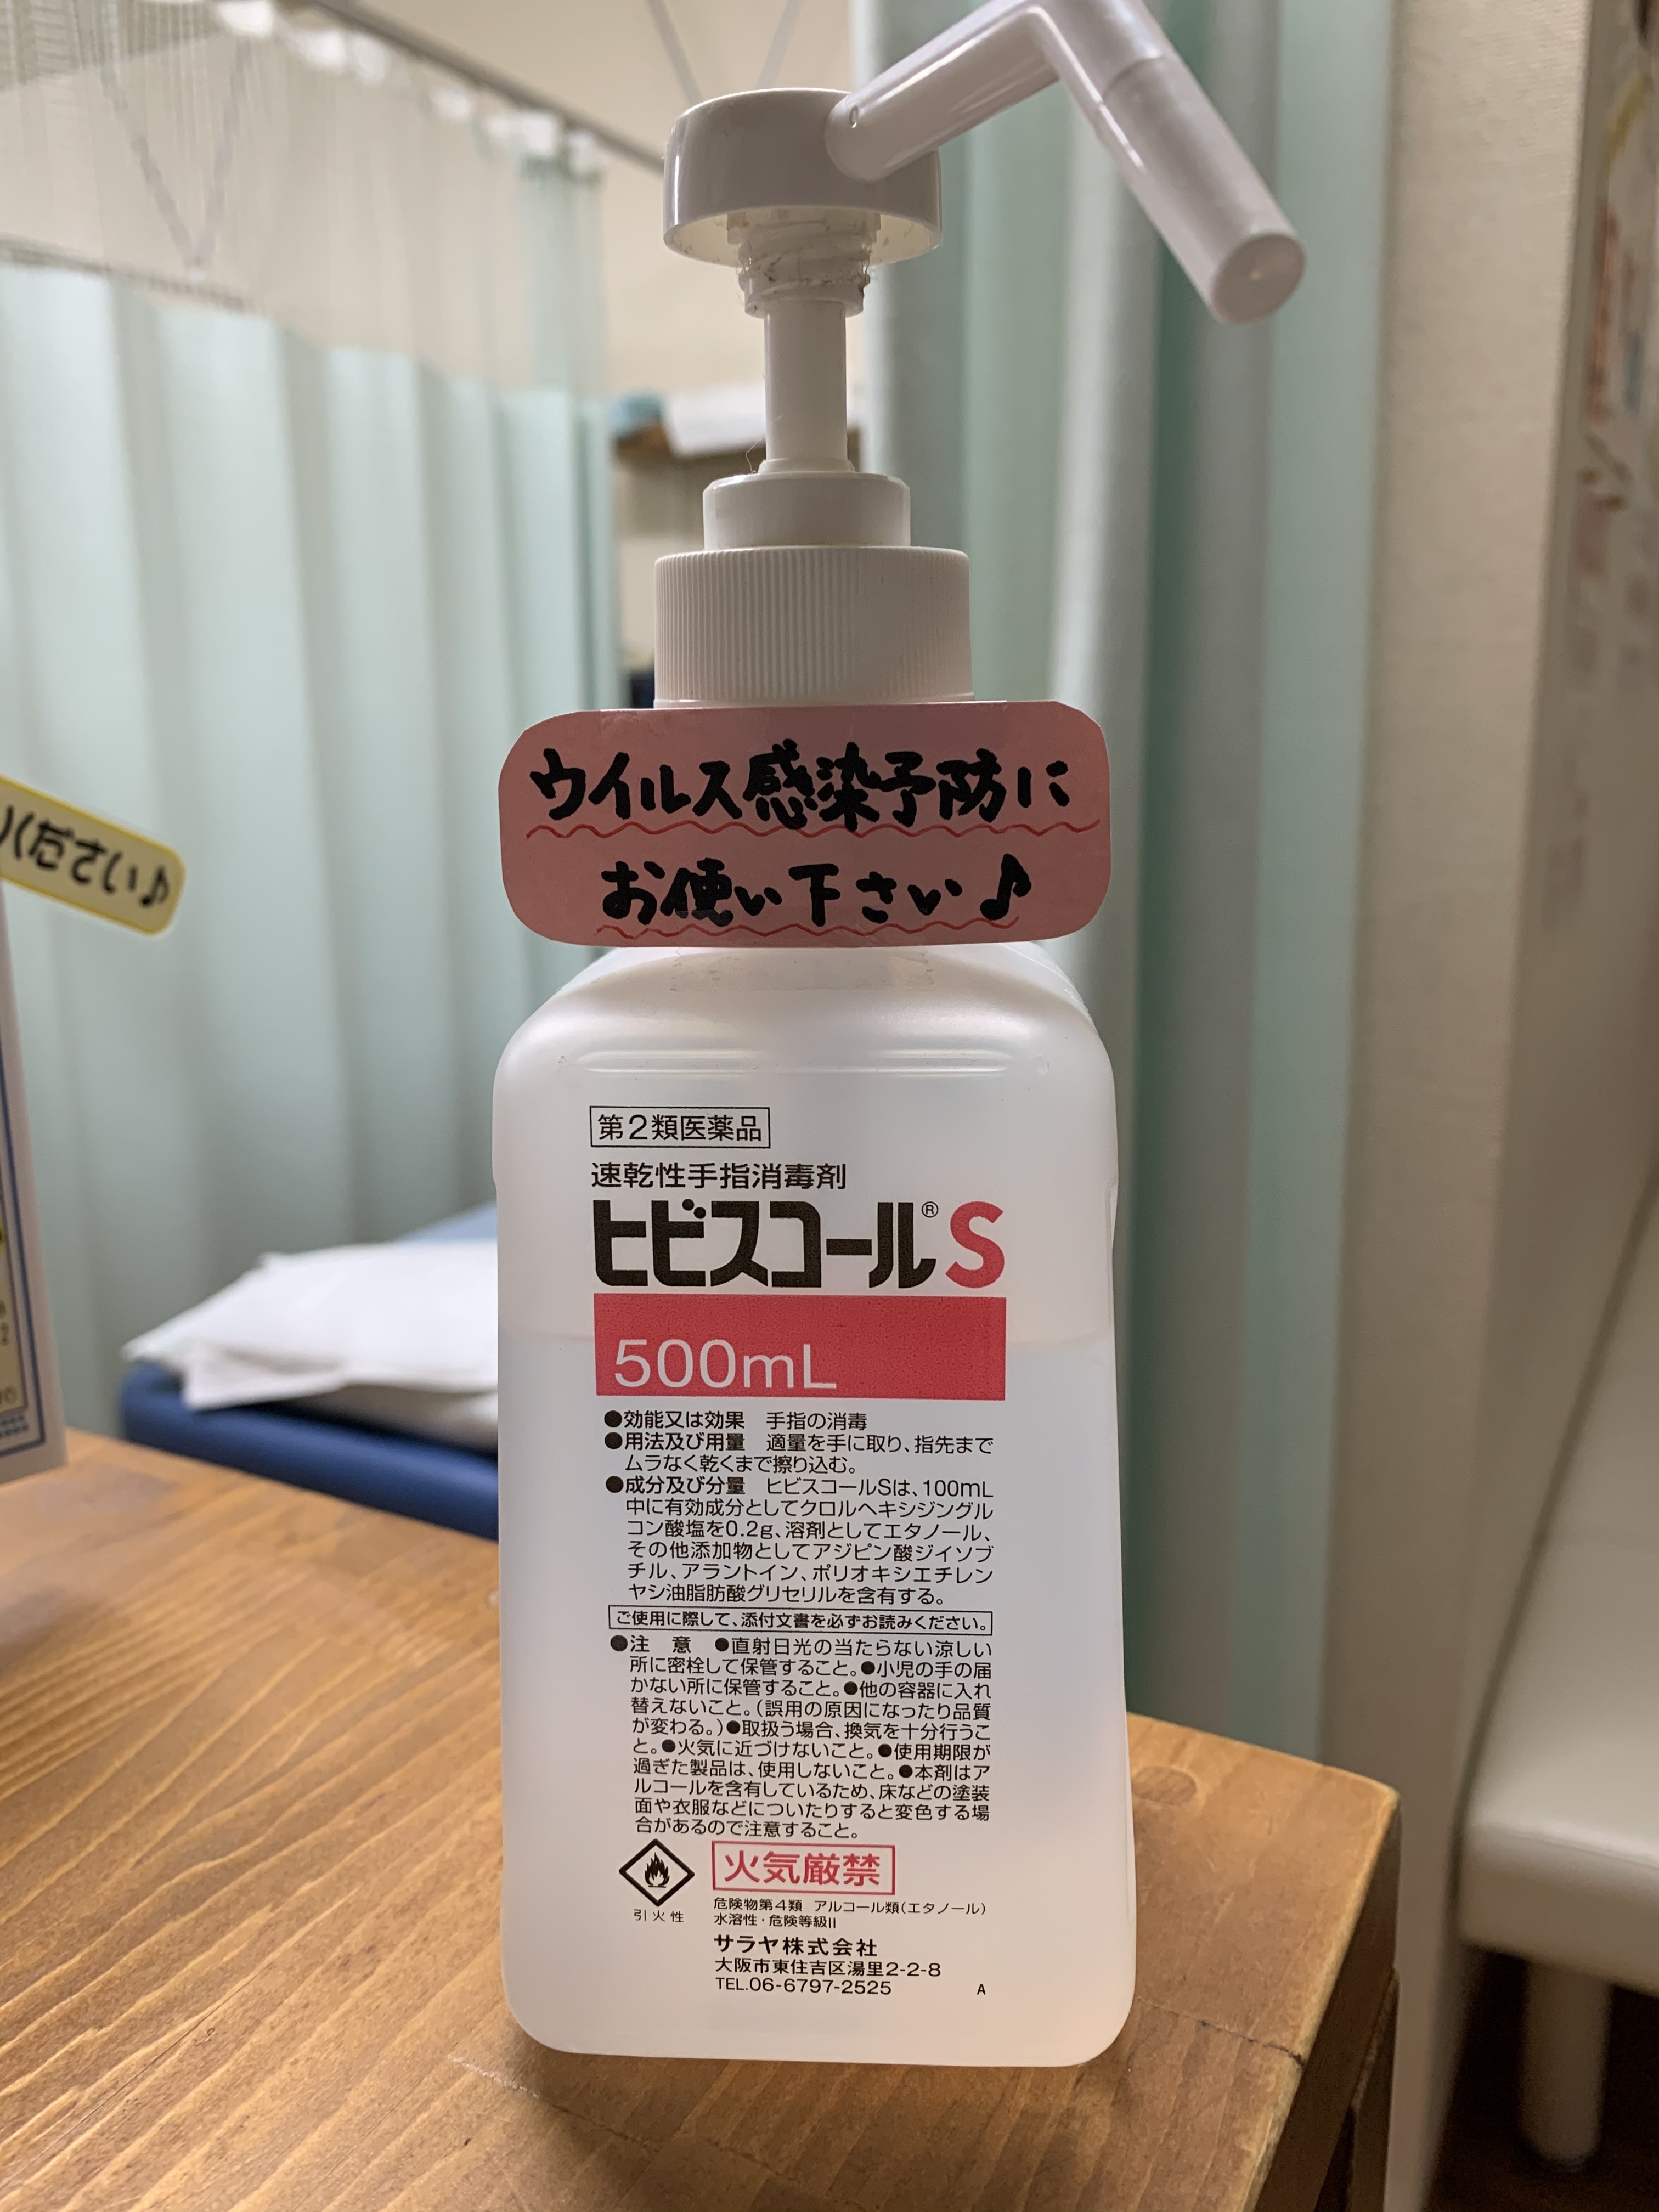 ウイルス感染予防に
お使い下さい♪
ください♪
第2類医薬品
速乾性手指消毒剤
ヒビスコール®S
500mL
●効能又は効果　手指の消毒
●用法及び用量　適量を手に取り、指先まで
ムラなく乾くまで擦り込む。
●成分及び分量　ヒビスコールSは、100mL
中に有効成分としてクロルヘキシジングル
コン酸塩を0.2g、溶剤としてエタノール、
その他添加物としてアジピン酸ジイソブ
チル、アラントイン、ポリオキシエチレン
ヤシ油脂肪酸グリセリルを含有する。
ご使用に際して、添付文書を必ずお読みください。
●注　意　●直射日光の当たらない涼しい
所に密栓して保管すること。●小児の手の届
かない所に保管すること。●他の容器に入れ
替えないこと。(誤用の原因になったり品質
が変わる。)●取扱う場合、換気を十分行うこ
と。●火気に近づけないこと。●使用期限が
過ぎた製品は、使用しないこと。●本剤はア
ルコールを含有しているため、床などの塗装
面や衣服などについたりすると変色する場
合があるので注意すること。
引火性
火気厳禁
危険物第4類　アルコール類(エタノール)
水溶性・危険等級II
サラヤ株式会社
大阪市東住吉区湯里2-2-8
TEL.06-6797-2525　A